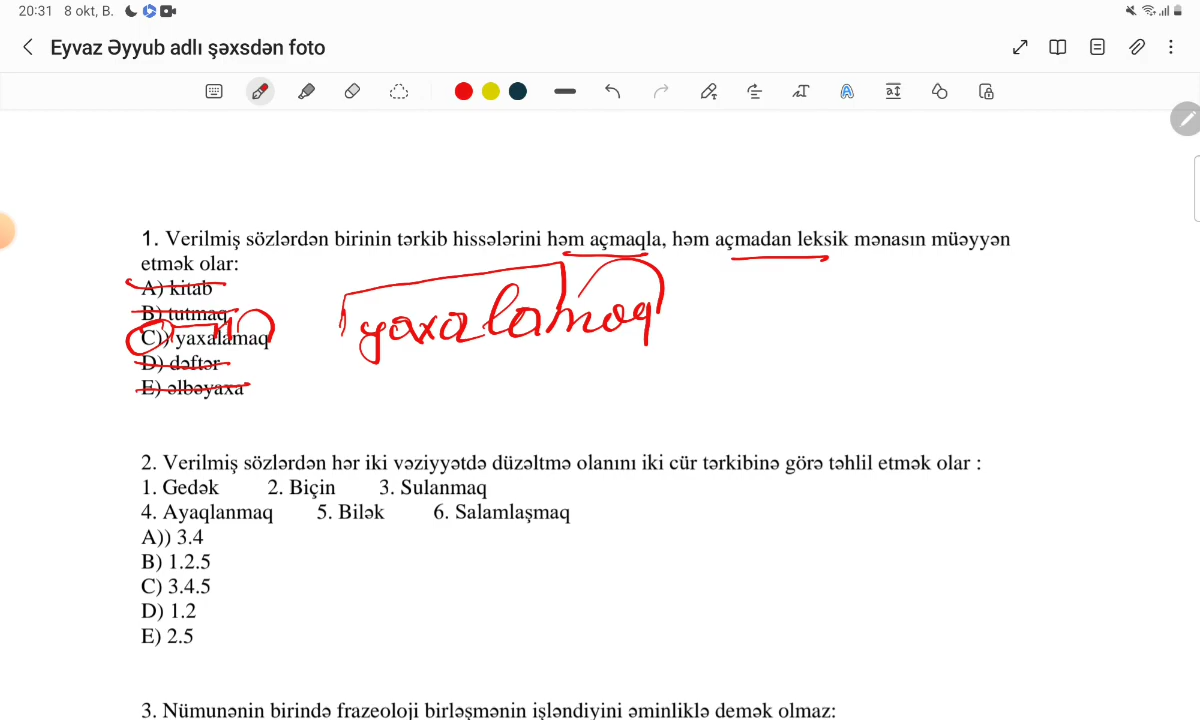 20:31 8 okt, B.
Eyvaz Əyyub adlı şəxsdən foto
1. Verilmiş sözlərdən birinin tərkib hissələrini həm açmaqla, həm açmadan leksik mənasın müəyyən
etmək olar:
A) kitab
B) tutmaq
C)) yaxalamaq
yaxalamaq
D) dəftər
E) əlbəyaxa
2. Verilmiş sözlərdən hər iki vəziyyətdə düzəltmə olanını iki cür tərkibinə görə təhlil etmək olar :
1. Gedək 2. Biçin 3. Sulanmaq
4. Ayaqlanmaq 5. Bilək 6. Salamlaşmaq
A)) 3.4
B) 1.2.5
C) 3.4.5
D) 1.2
E) 2.5
3. Nümunənin birində frazeoloji birləşmənin işləndiyini əminliklə demək olmaz: